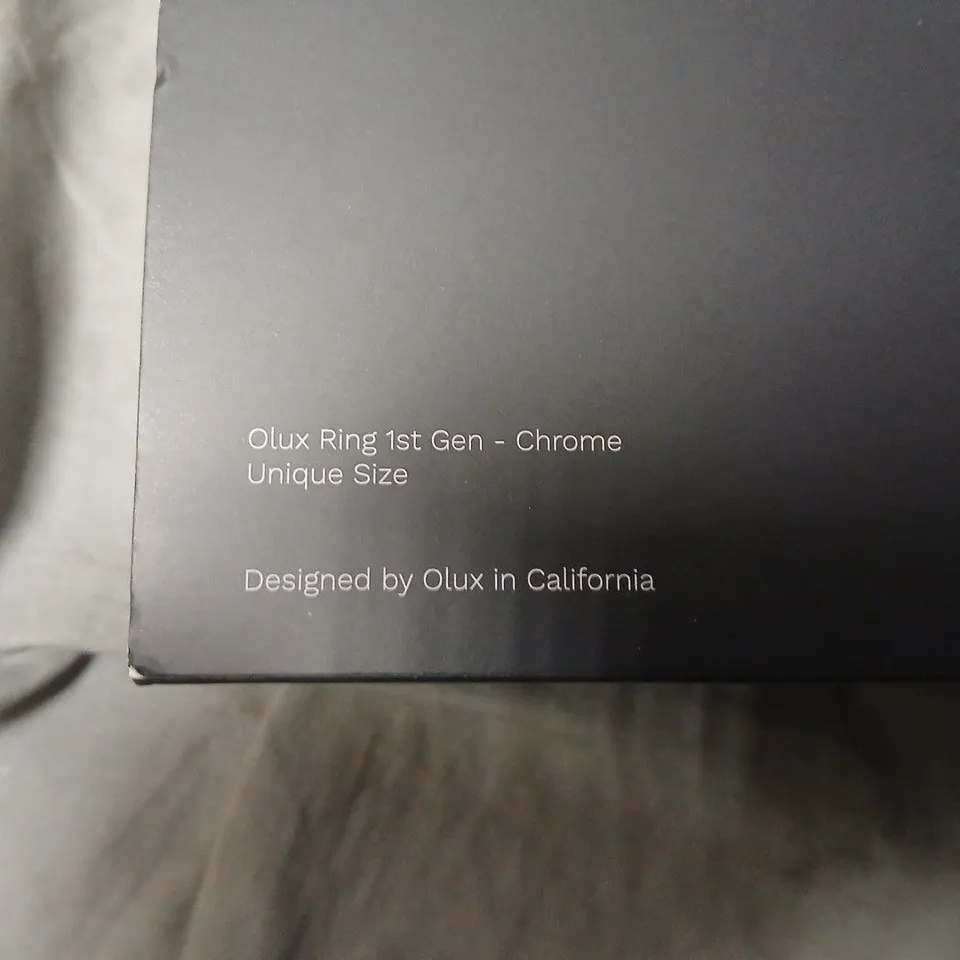 Olux Ring 1st Gen - Chrome
Unique Size
Designed by Olux in California